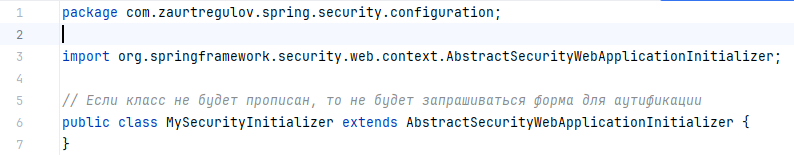 1 package com.zaurtregulov.spring.security.configuration;
2
3 import org.springframework.security.web.context.AbstractSecurityWebApplicationInitializer;
4
5 // Если класс не будет прописан, то не будет запрашиваться форма для аутификации
6 public class MySecurityInitializer extends AbstractSecurityWebApplicationInitializer {
7 }